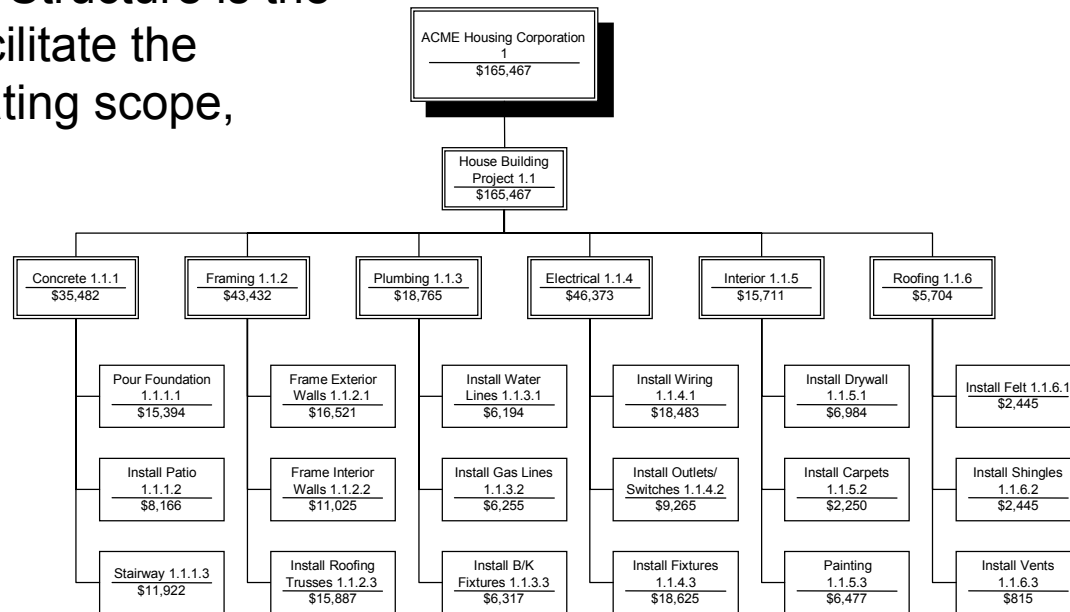 Structure is the
cilitate the
ating scope,
ACME Housing Corporation
1
$165,467
House Building
Project 1.1
$165,467
Concrete 1.1.1
$35,482
Framing 1.1.2
$43,432
Plumbing 1.1.3
$18,765
Electrical 1.1.4
$46,373
Interior 1.1.5
$15,711
Roofing 1.1.6
$5,704
Pour Foundation
1.1.1.1
$15,394
Frame Exterior
Walls 1.1.2.1
$16,521
Install Water
Lines 1.1.3.1
$6,194
Install Wiring
1.1.4.1
$18,483
Install Drywall
1.1.5.1
$6,984
Install Felt 1.1.6.1
$2,445
Install Patio
1.1.1.2
$8,166
Frame Interior
Walls 1.1.2.2
$11,025
Install Gas Lines
1.1.3.2
$6,255
Install Outlets/
Switches 1.1.4.2
$9,265
Install Carpets
1.1.5.2
$2,250
Install Shingles
1.1.6.2
$2,445
Stairway 1.1.1.3
$11,922
Install Roofing
Trusses 1.1.2.3
$15,887
Install B/K
Fixtures 1.1.3.3
$6,317
Install Fixtures
1.1.4.3
$18,625
Painting
1.1.5.3
$6,477
Install Vents
1.1.6.3
$815